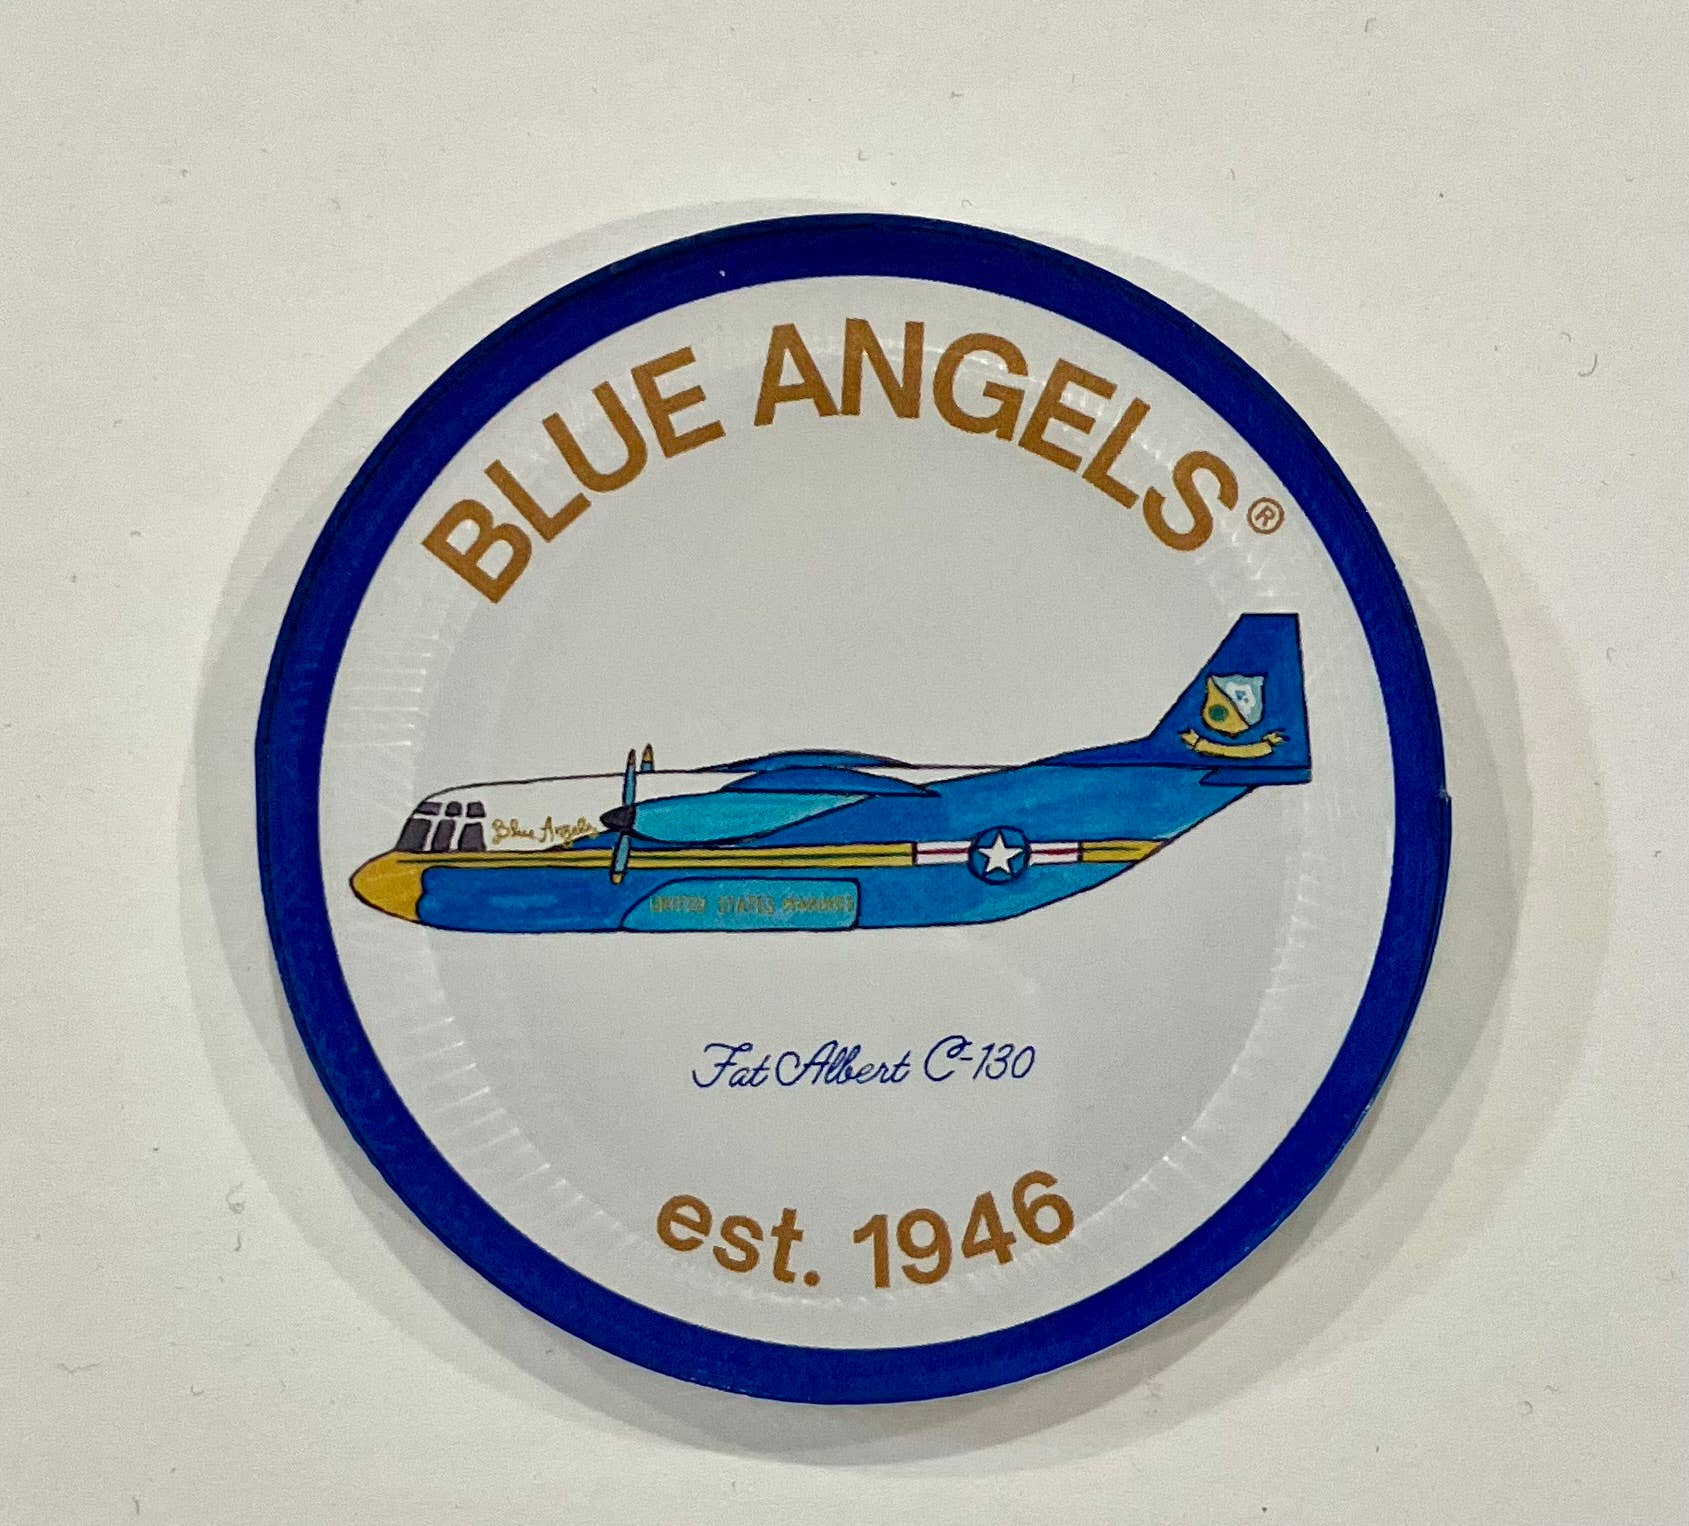 BLUE ANGELS®
Blue Angels
UNITED STATES MARINES
Fat Albert C-130
est. 1946